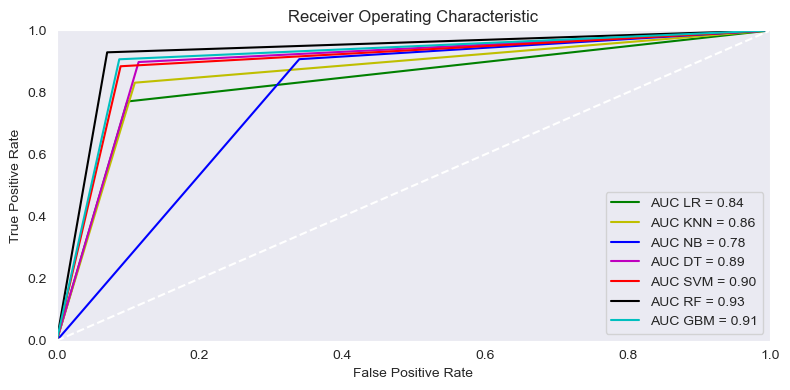 Receiver Operating Characteristic
True Positive Rate
1.0
0.8
0.6
0.4
0.2
0.0
0.0 0.2 0.4 0.6 0.8 1.0
False Positive Rate
AUC LR = 0.84
AUC KNN = 0.86
AUC NB = 0.78
AUC DT = 0.89
AUC SVM = 0.90
AUC RF = 0.93
AUC GBM = 0.91